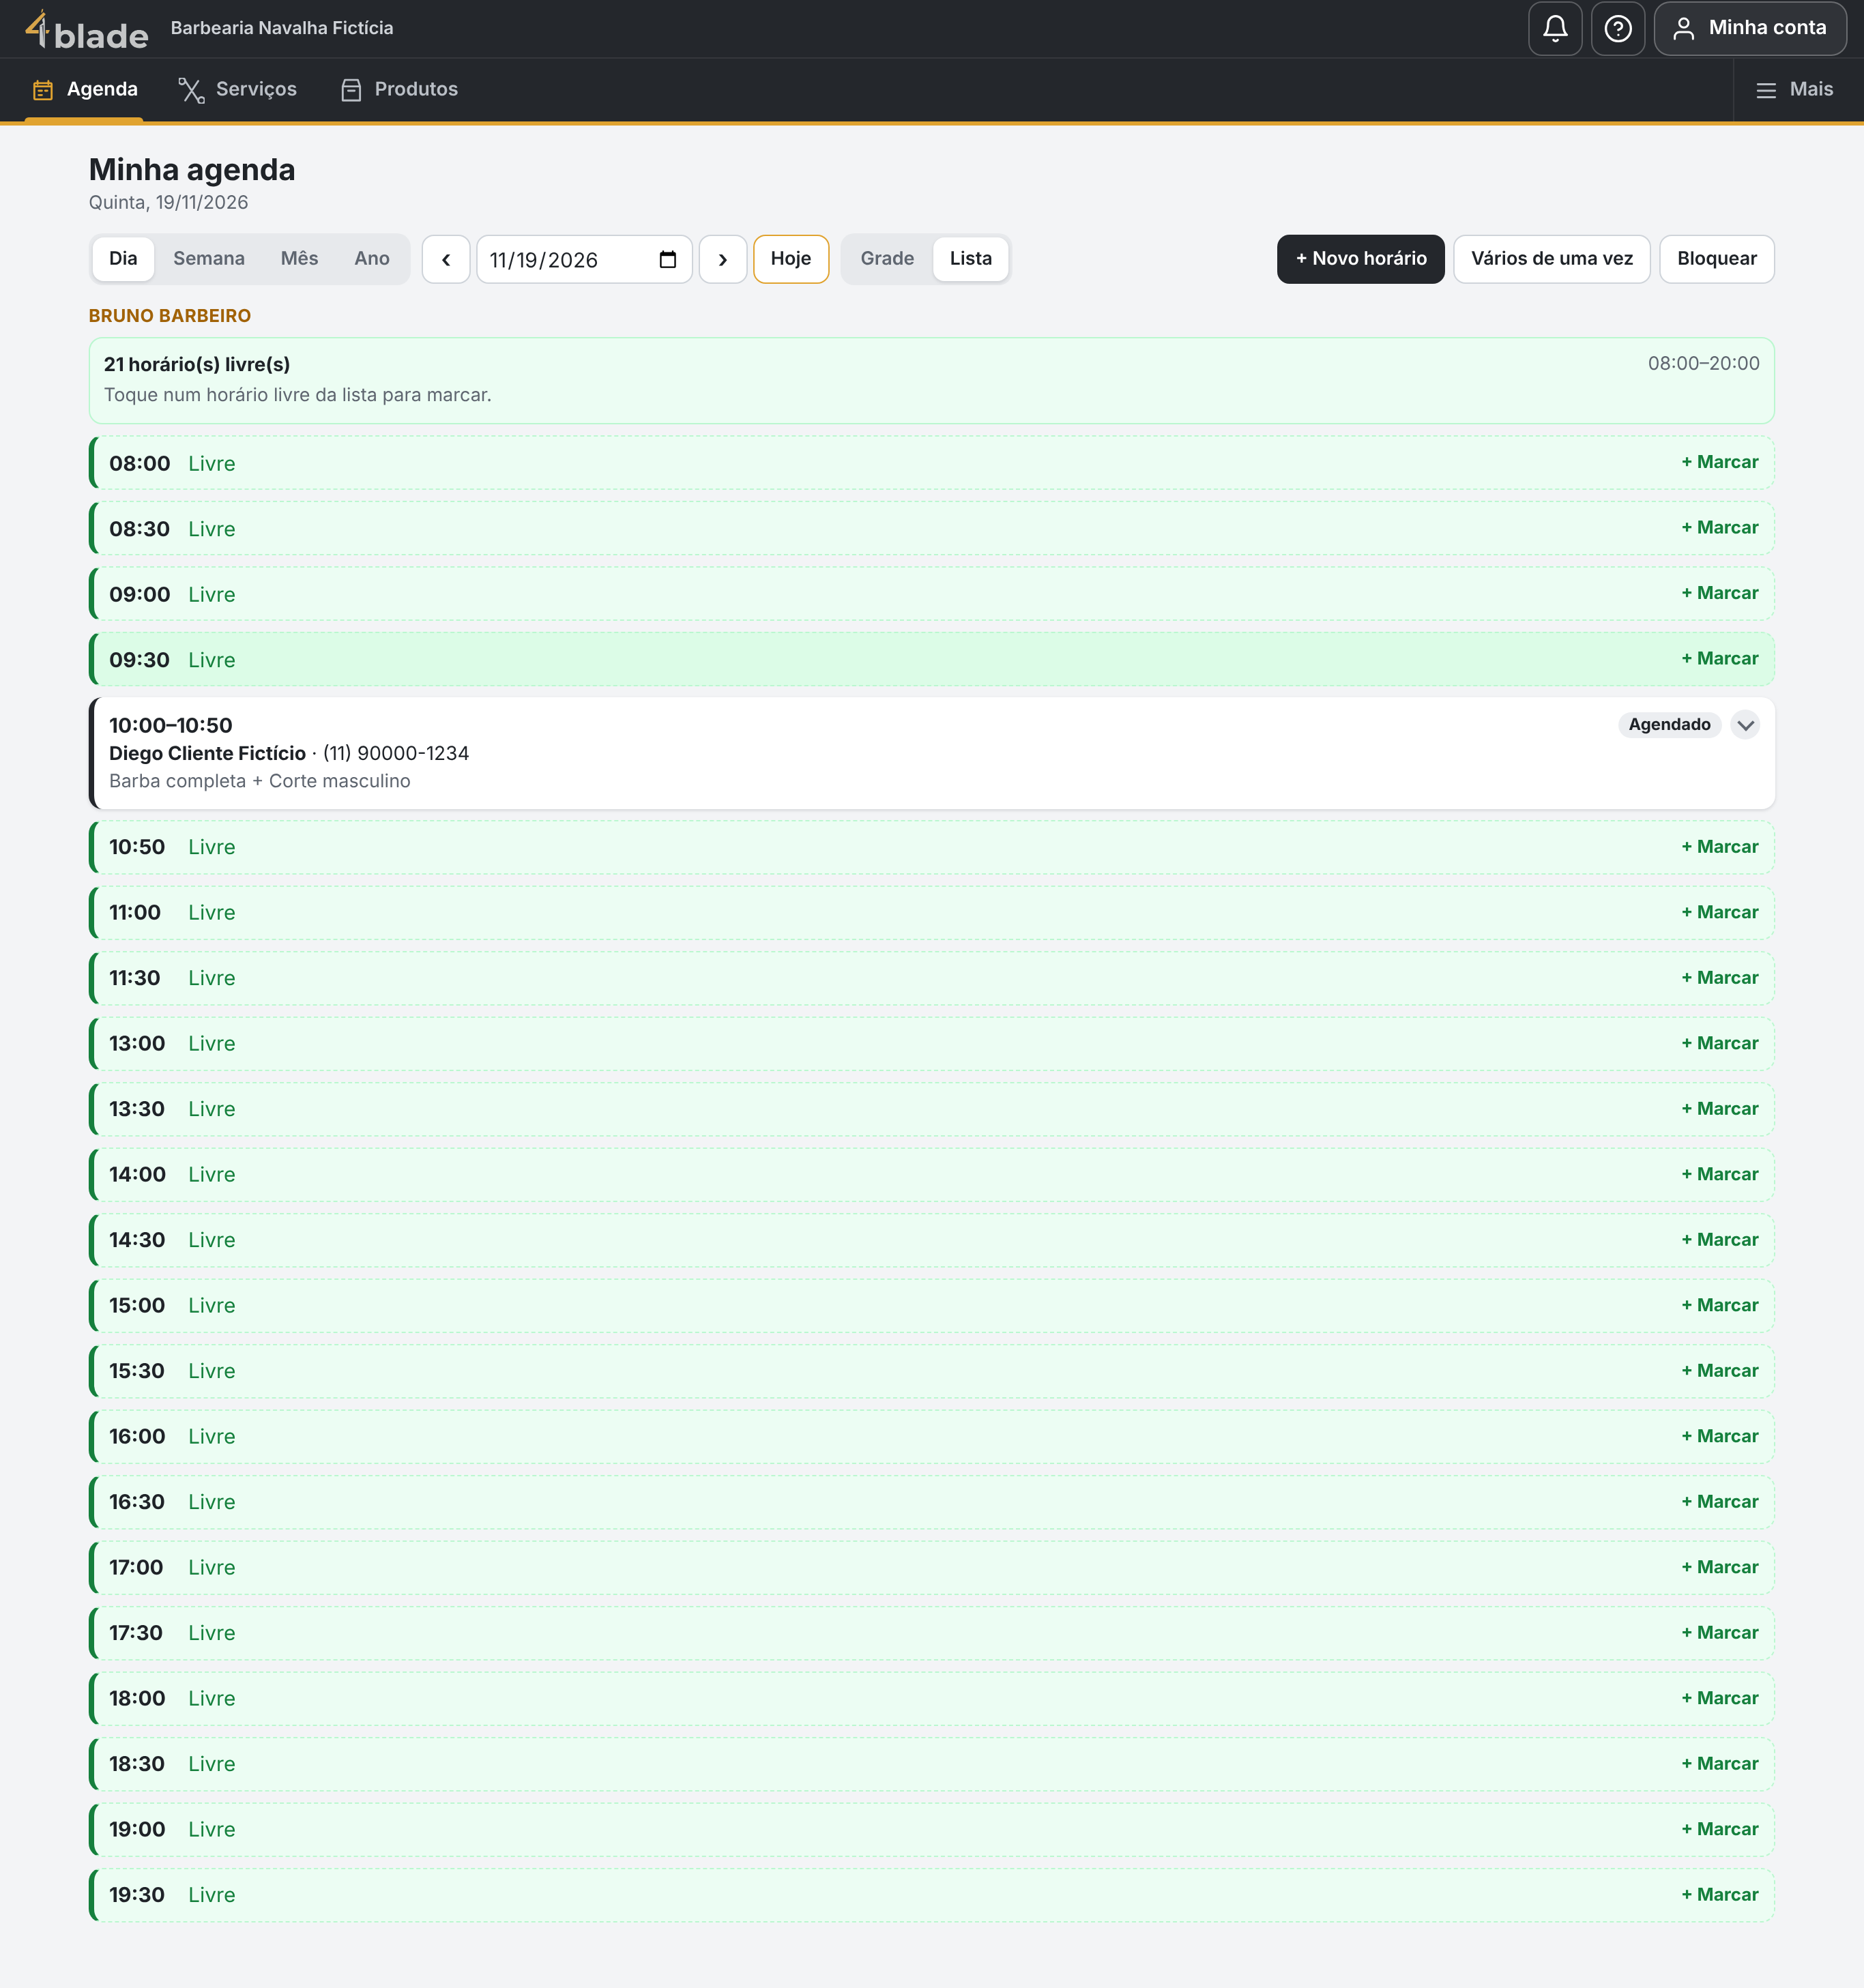 4blade Barbearia Navalha Fictícia Minha conta
Agenda Serviços Produtos Mais
Minha agenda
Quinta, 19/11/2026
Dia Semana Mês Ano ‹ 11/19/2026 › Hoje Grade Lista + Novo horário Vários de uma vez Bloquear
BRUNO BARBEIRO
21 horário(s) livre(s) 08:00–20:00
Toque num horário livre da lista para marcar.
08:00 Livre + Marcar
08:30 Livre + Marcar
09:00 Livre + Marcar
09:30 Livre + Marcar
10:00–10:50 Agendado
Diego Cliente Fictício · (11) 90000-1234
Barba completa + Corte masculino
10:50 Livre + Marcar
11:00 Livre + Marcar
11:30 Livre + Marcar
13:00 Livre + Marcar
13:30 Livre + Marcar
14:00 Livre + Marcar
14:30 Livre + Marcar
15:00 Livre + Marcar
15:30 Livre + Marcar
16:00 Livre + Marcar
16:30 Livre + Marcar
17:00 Livre + Marcar
17:30 Livre + Marcar
18:00 Livre + Marcar
18:30 Livre + Marcar
19:00 Livre + Marcar
19:30 Livre + Marcar